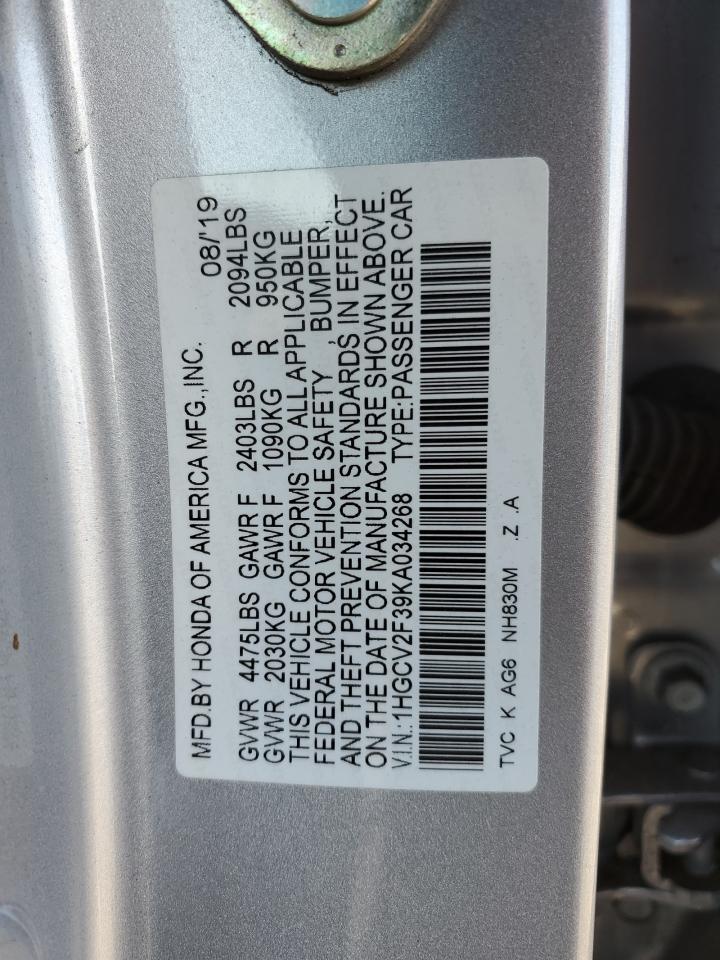 MFD.BY HONDA OF AMERICA MFG.,INC. 08/'19
GVWR 4475LBS GAWR F 2403LBS R 2094LBS
GVWR 2030KG GAWR F 1090KG R 950KG
THIS VEHICLE CONFORMS TO ALL APPLICABLE
FEDERAL MOTOR VEHICLE SAFETY , BUMPER,
AND THEFT PREVENTION STANDARDS IN EFFECT
ON THE DATE OF MANUFACTURE SHOWN ABOVE.
V.I.N.:1HGCV2F39KA034268 TYPE:PASSENGER CAR
TVC K AG6 NH830M .Z .A